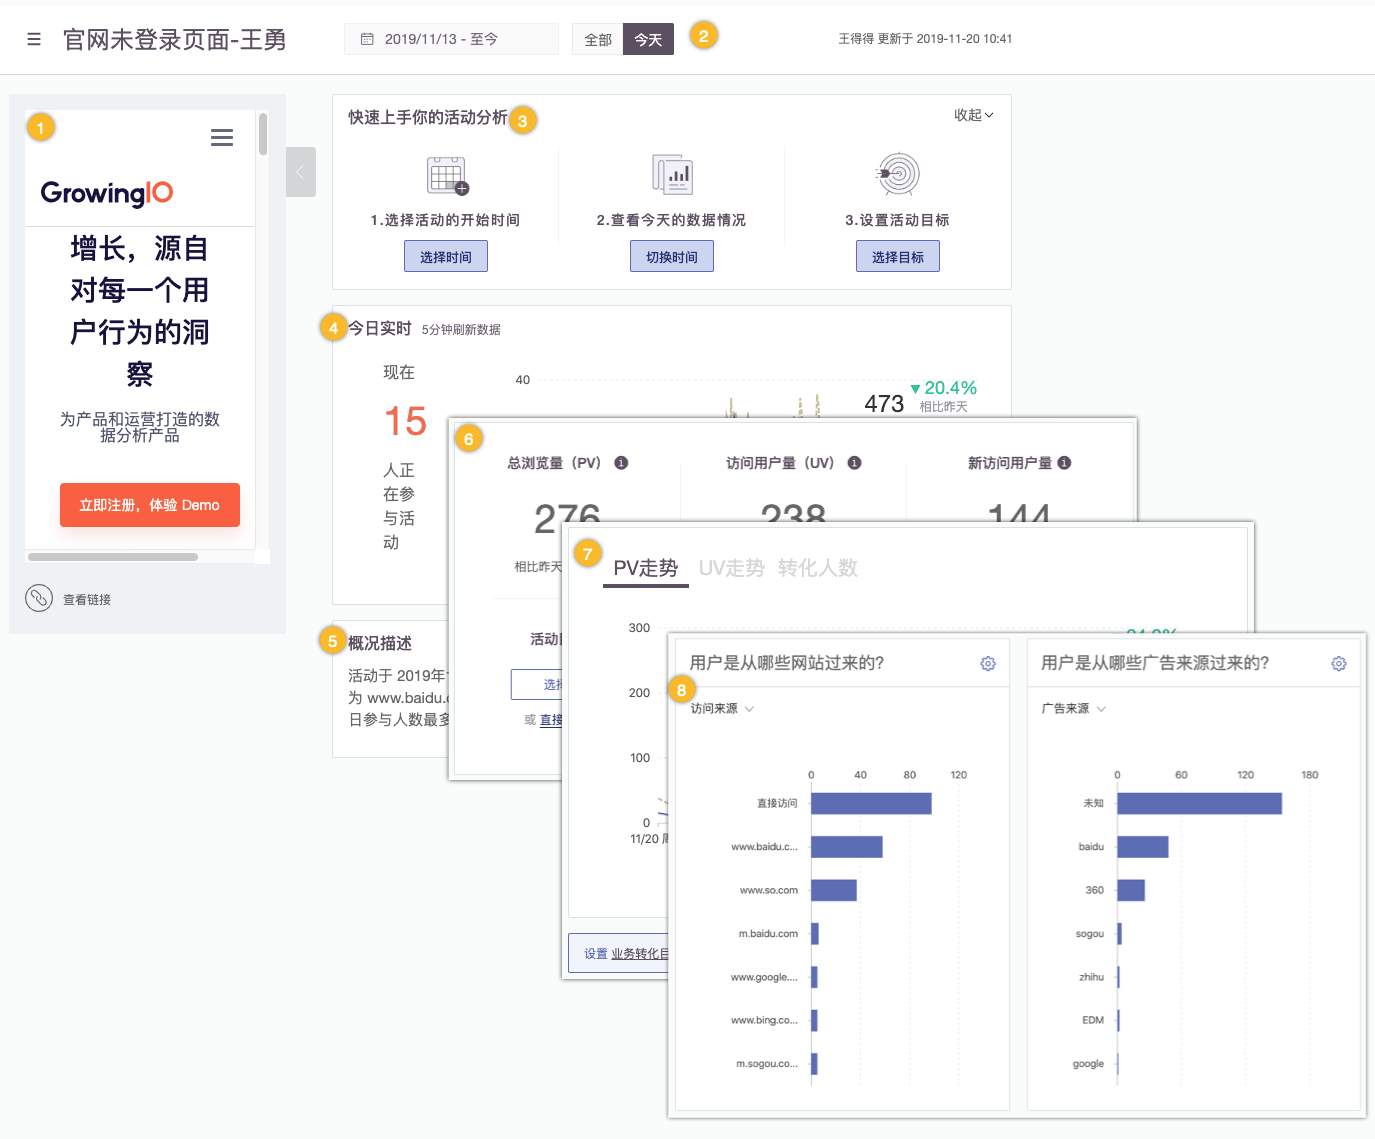 官网未登录页面-王勇
2019/11/13 - 至今
全部
今天
2
王得得 更新于 2019-11-20 10:41
1
GrowingIO
增长，源自
对每一个用
户行为的洞
察
为产品和运营打造的数
据分析产品
立即注册，体验 Demo
查看链接
快速上手你的活动分析
3
收起
1.选择活动的开始时间
选择时间
2.查看今天的数据情况
切换时间
3.设置活动目标
选择目标
4
今日实时 5分钟刷新数据
现在
15
人正
在参
与活
动
40
473
20.4%
相比昨天
5
概况描述
活动于 2019年
为 www.baidu.
日参与人数最多
6
总浏览量（PV）
276
相比昨天
访问用户量（UV）
238
新访问用户量
144
活动
选
或 直接
7
PV走势 UV走势 转化人数
300
200
100
0
11/20
设置 业务转化目
8
用户是从哪些网站过来的?
访问来源
0 40 80 120
直接访问
www.baidu.c...
www.so.com
m.baidu.com
www.google....
www.bing.co...
m.sogou.co...
用户是从哪些广告来源过来的?
广告来源
0 60 120 180
未知
baidu
360
sogou
zhihu
EDM
google